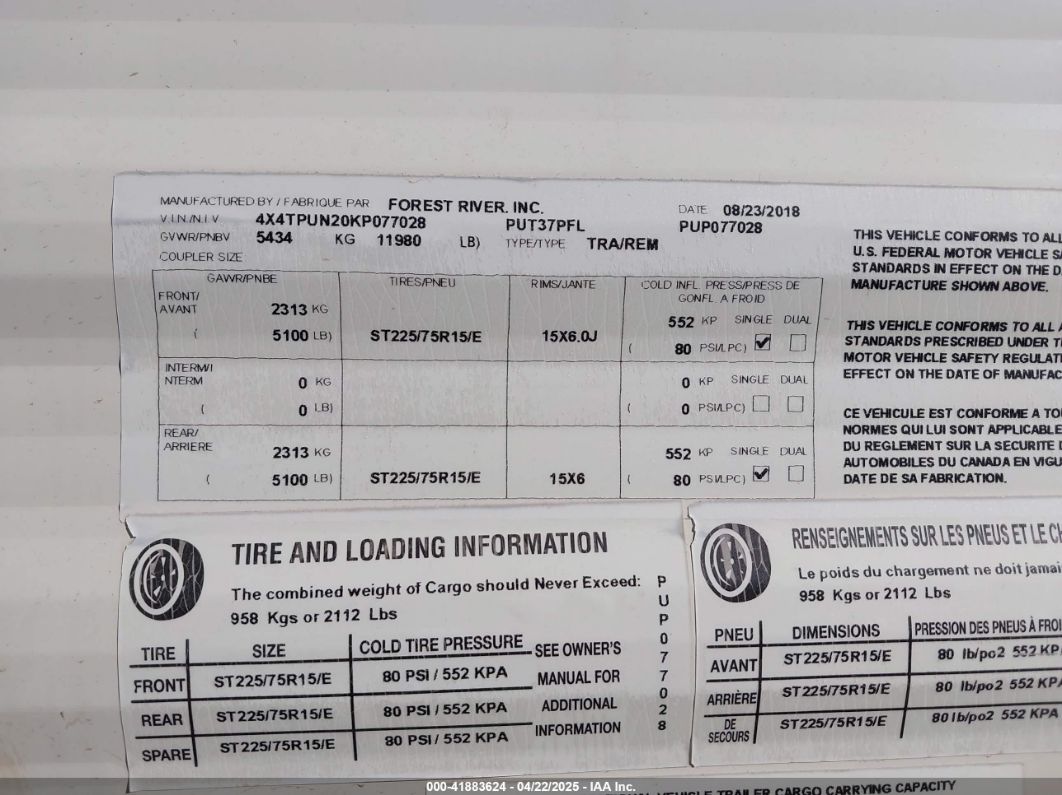 MANUFACTURED BY / FABRIQUE PAR FOREST RIVER. INC. DATE 08/23/2018
V.I.N./N.I.V 4X4TPUN20KP077028 PUT37PFL PUP077028
GVWR/PNBV 5434 KG 11980 LB) TYPE/TYPE TRA/REM
COUPLER SIZE
GAWR/PNBE TIRES/PNEU RIMS/JANTE COLD INFL. PRESS/PRESS DE
GONFL. A FROID
FRONT/
AVANT 2313 KG 552 KP SINGLE DUAL
( 5100 LB) ST225/75R15/E 15X6.0J ( 80 PSI/LPC)
INTERM/I
NTERM 0 KG 0 KP SINGLE DUAL
( 0 LB) ( 0 PSI/LPC)
REAR/
ARRIERE 2313 KG 552 KP SINGLE DUAL
( 5100 LB) ST225/75R15/E 15X6 ( 80 PSI/LPC)
THIS VEHICLE CONFORMS TO ALL
U.S. FEDERAL MOTOR VEHICLE SA
STANDARDS IN EFFECT ON THE D
MANUFACTURE SHOWN ABOVE.
THIS VEHICLE CONFORMS TO ALL A
STANDARDS PRESCRIBED UNDER T
MOTOR VEHICLE SAFETY REGULAT
EFFECT ON THE DATE OF MANUFAC
CE VEHICULE EST CONFORME A TO
NORMES QUI LUI SONT APPLICABLE
DU REGLEMENT SUR LA SECURITE D
AUTOMOBILES DU CANADA EN VIGU
DATE DE SA FABRICATION.
TIRE AND LOADING INFORMATION
The combined weight of Cargo should Never Exceed:
958 Kgs or 2112 Lbs
TIRE SIZE COLD TIRE PRESSURE SEE OWNER'S
FRONT ST225/75R15/E 80 PSI / 552 KPA MANUAL FOR
REAR ST225/75R15/E 80 PSI / 552 KPA ADDITIONAL
SPARE ST225/75R15/E 80 PSI / 552 KPA INFORMATION
PUP077028
RENSEIGNEMENTS SUR LES PNEUS ET LE CH
Le poids du chargement ne doit jamai
958 Kgs or 2112 Lbs
PNEU DIMENSIONS PRESSION DES PNEUS À FROI
AVANT ST225/75R15/E 80 lb/po2 552 KP
ARRIÈRE ST225/75R15/E 80 lb/po2 552 KPA
DE
SECOURS ST225/75R15/E 80 lb/po2 552 KPA
VEHICLE TRAILER CARGO CARRYING CAPACITY
000-41883624 - 04/22/2025 - IAA Inc.